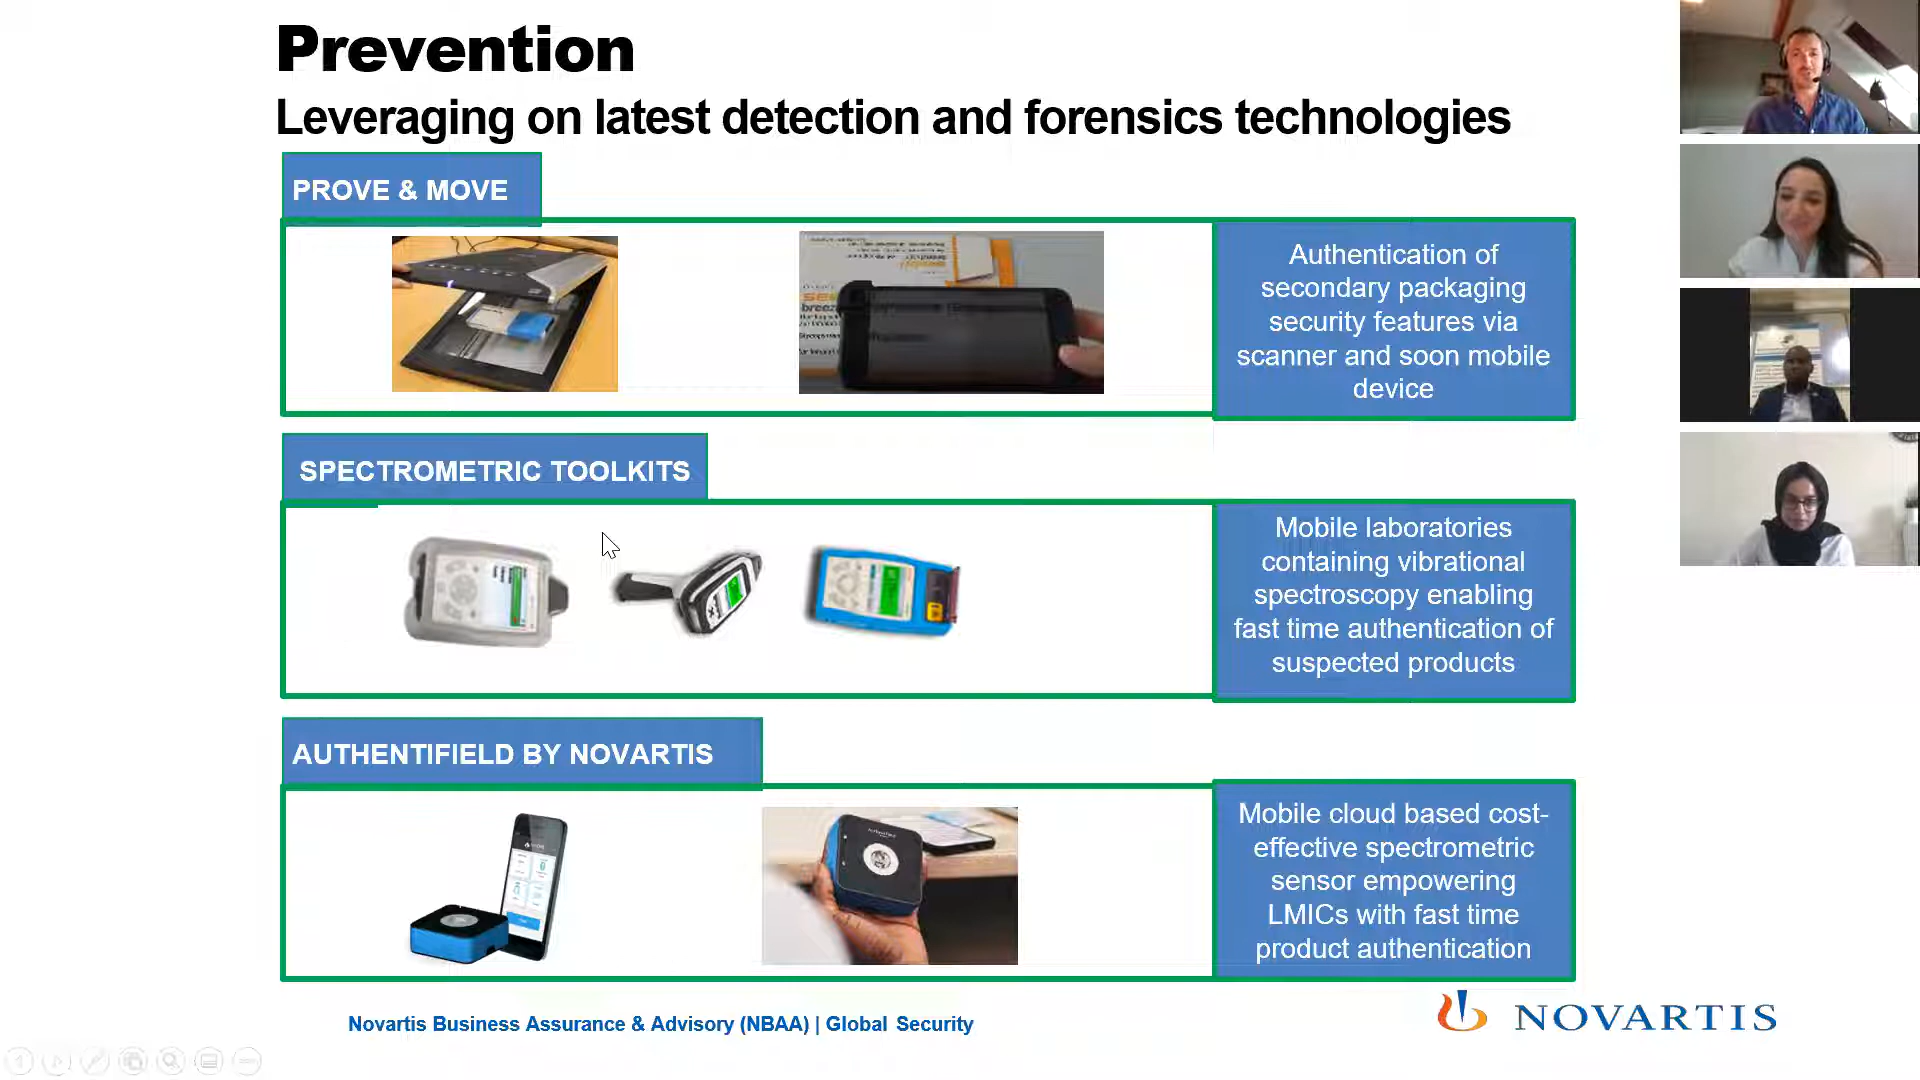 Prevention
Leveraging on latest detection and forensics technologies
PROVE & MOVE
Authentication of
secondary packaging
security features via
scanner and soon mobile
device
SPECTROMETRIC TOOLKITS
Mobile laboratories
containing vibrational
spectroscopy enabling
fast time authentication of
suspected products
AUTHENTIFIELD BY NOVARTIS
Mobile cloud based cost-
effective spectrometric
sensor empowering
LMICs with fast time
product authentication
Novartis Business Assurance & Advisory (NBAA) | Global Security
NOVARTIS